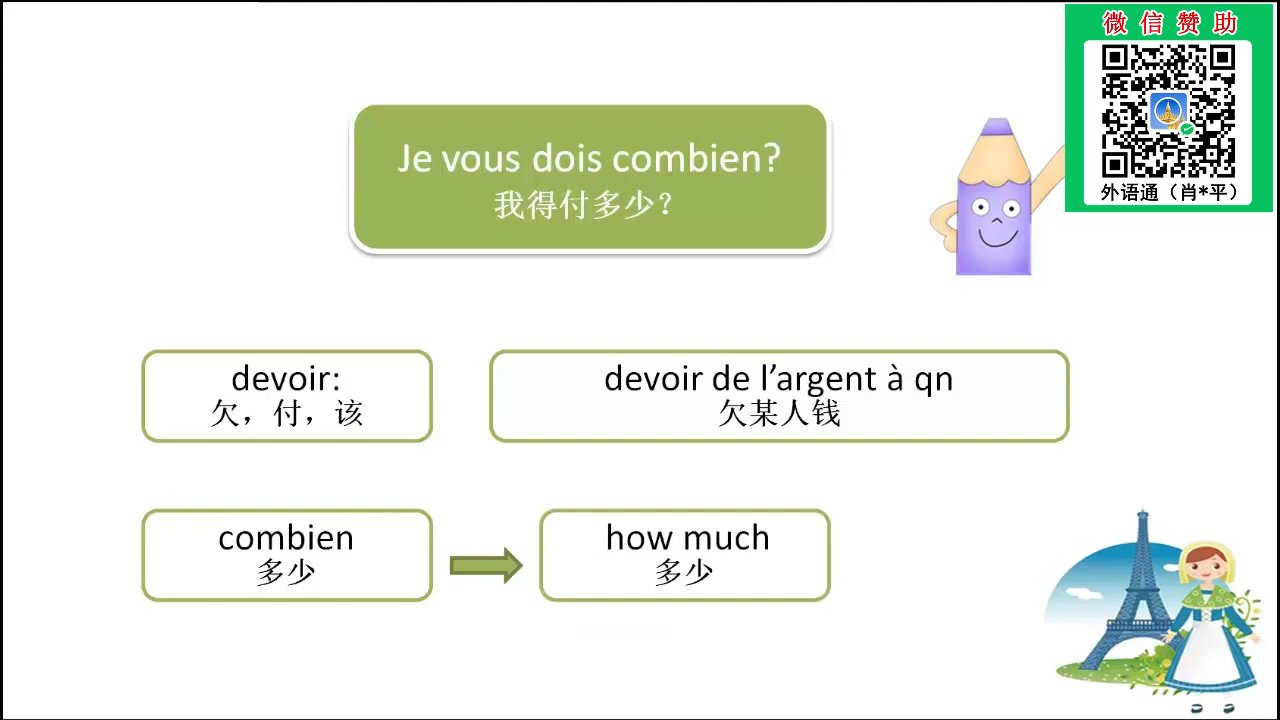 微信赞助
外语通（肖*平）
Je vous dois combien?
我得付多少？
devoir:
欠，付，该
devoir de l’argent à qn
欠某人钱
combien
多少
how much
多少